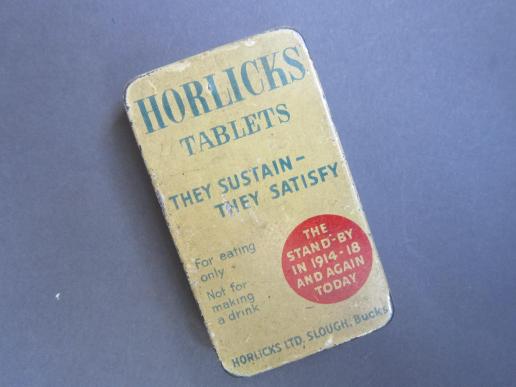 HORLICKS
TABLETS
THEY SUSTAIN-
THEY SATISFY
For eating
only
Not for
making
a drink
THE
STAND-BY
IN 1914-18
AND AGAIN
TODAY
HORLICKS LTD, SLOUGH, Bucks